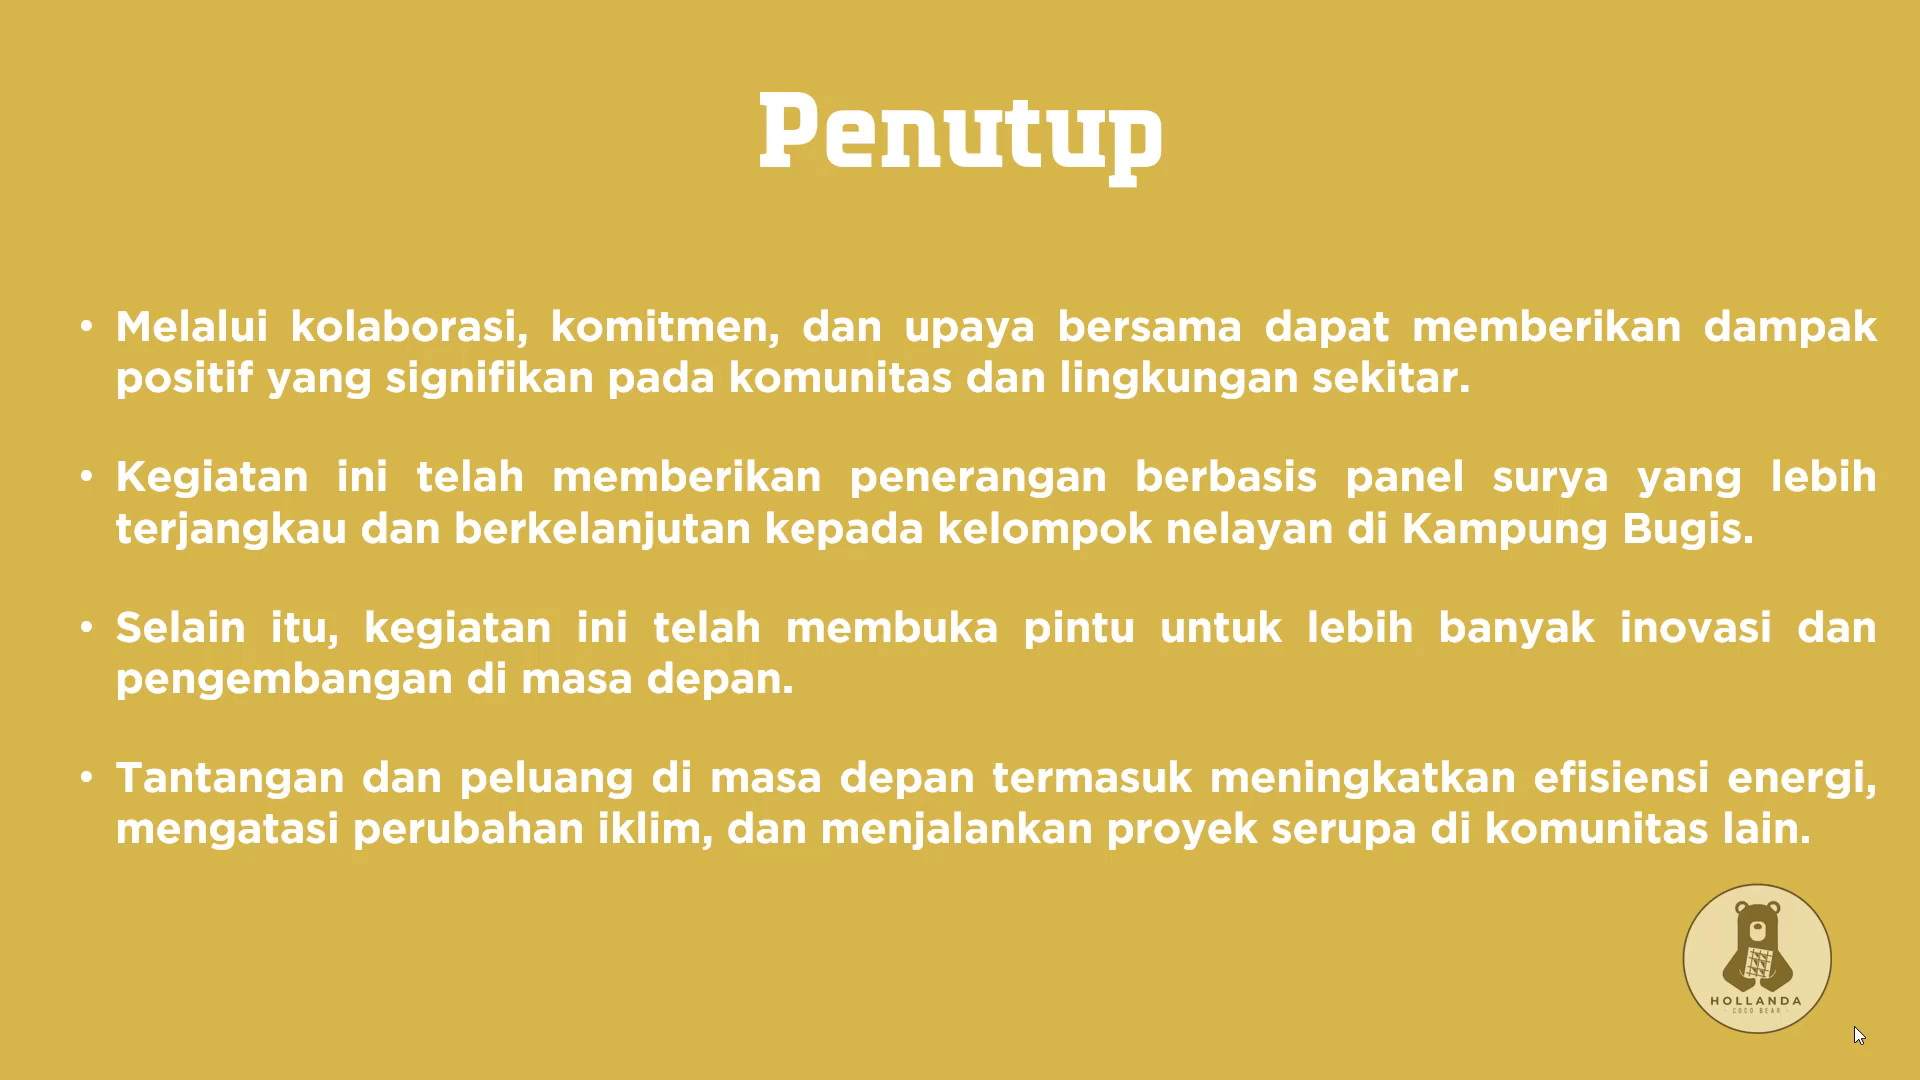 Penutup
• Melalui kolaborasi, komitmen, dan upaya bersama dapat memberikan dampak
positif yang signifikan pada komunitas dan lingkungan sekitar.
• Kegiatan ini telah memberikan penerangan berbasis panel surya yang lebih
terjangkau dan berkelanjutan kepada kelompok nelayan di Kampung Bugis.
• Selain itu, kegiatan ini telah membuka pintu untuk lebih banyak inovasi dan
pengembangan di masa depan.
• Tantangan dan peluang di masa depan termasuk meningkatkan efisiensi energi,
mengatasi perubahan iklim, dan menjalankan proyek serupa di komunitas lain.
HOLLANDA
COCO BEAR